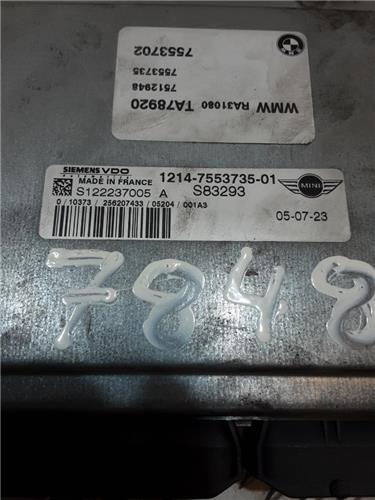 7553702
7553735
7512948
WMW RA31080 TA78920
SIEMENS VDO
MADE IN FRANCE
1214-7553735-01
S122237005 A S83293
MINI
0 / 10373 / 256207433 / 05204 / 001A3
05-07-23
7848